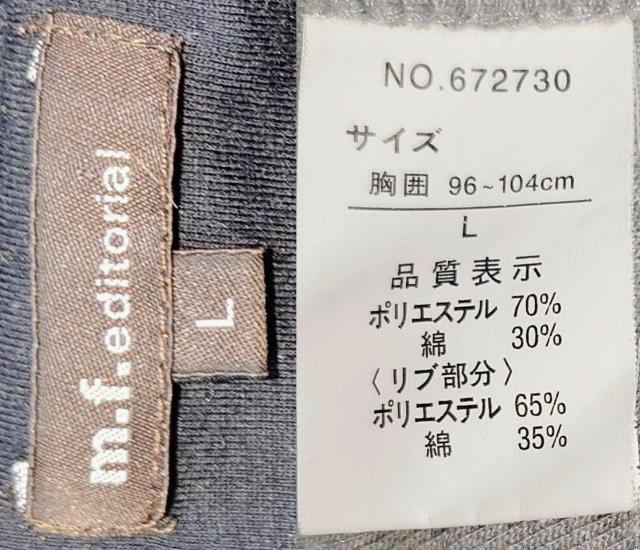 m.f.editorial
L
NO.672730
サイズ
胸囲 96~104cm
L
品質表示
ポリエステル 70%
綿 30%
〈リブ部分〉
ポリエステル 65%
綿 35%